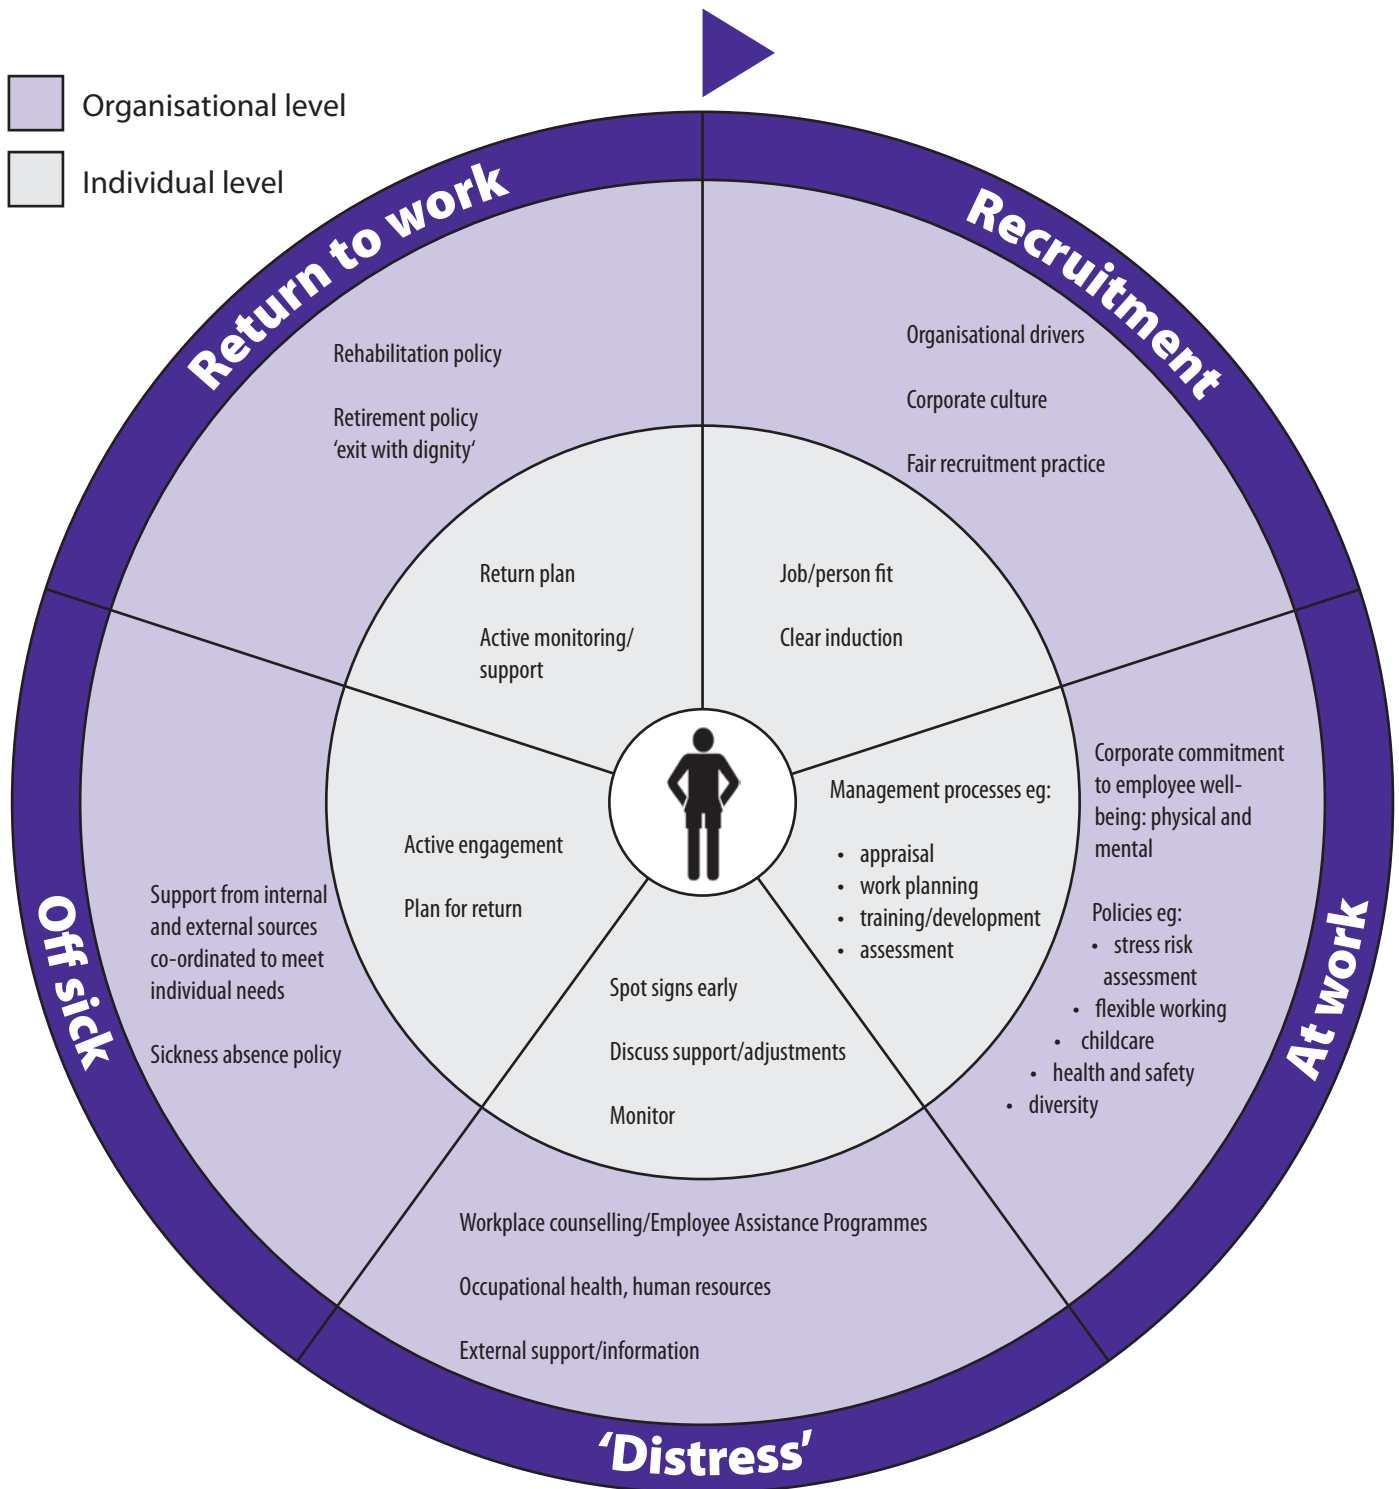 Organisational level
Individual level
Return to work
Recruitment
Rehabilitation policy
Retirement policy
‘exit with dignity‘
Organisational drivers
Corporate culture
Fair recruitment practice
Return plan
Active monitoring/
support
Job/person fit
Clear induction
Management processes eg:
• appraisal
• work planning
• training/development
• assessment
Corporate commitment
to employee well-
being: physical and
mental
Policies eg:
• stress risk
assessment
• flexible working
• childcare
• health and safety
• diversity
At work
Active engagement
Plan for return
Support from internal
and external sources
co-ordinated to meet
individual needs
Sickness absence policy
Off sick
Spot signs early
Discuss support/adjustments
Monitor
Workplace counselling/Employee Assistance Programmes
Occupational health, human resources
External support/information
‘Distress’